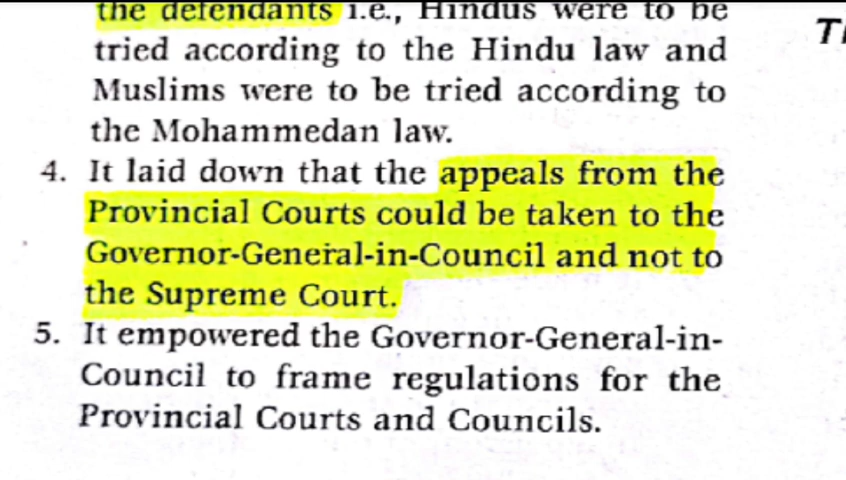 the defendants i.e., Hindus were to be
tried according to the Hindu law and
Muslims were to be tried according to
the Mohammedan law.
4. It laid down that the appeals from the
Provincial Courts could be taken to the
Governor-General-in-Council and not to
the Supreme Court.
5. It empowered the Governor-General-in-
Council to frame regulations for the
Provincial Courts and Councils.